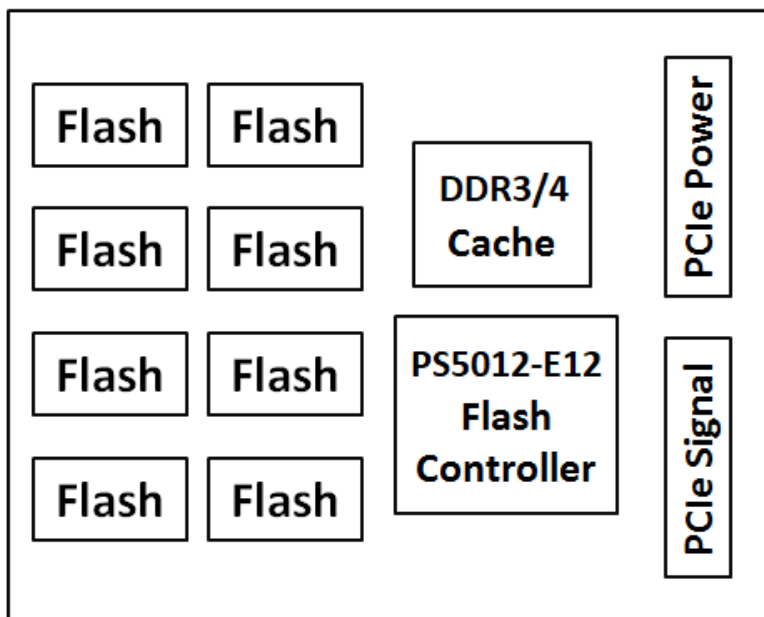 Flash Flash
Flash Flash
Flash Flash
Flash Flash
DDR3/4
Cache
PS5012-E12
Flash
Controller
PCIe Power
PCIe Signal